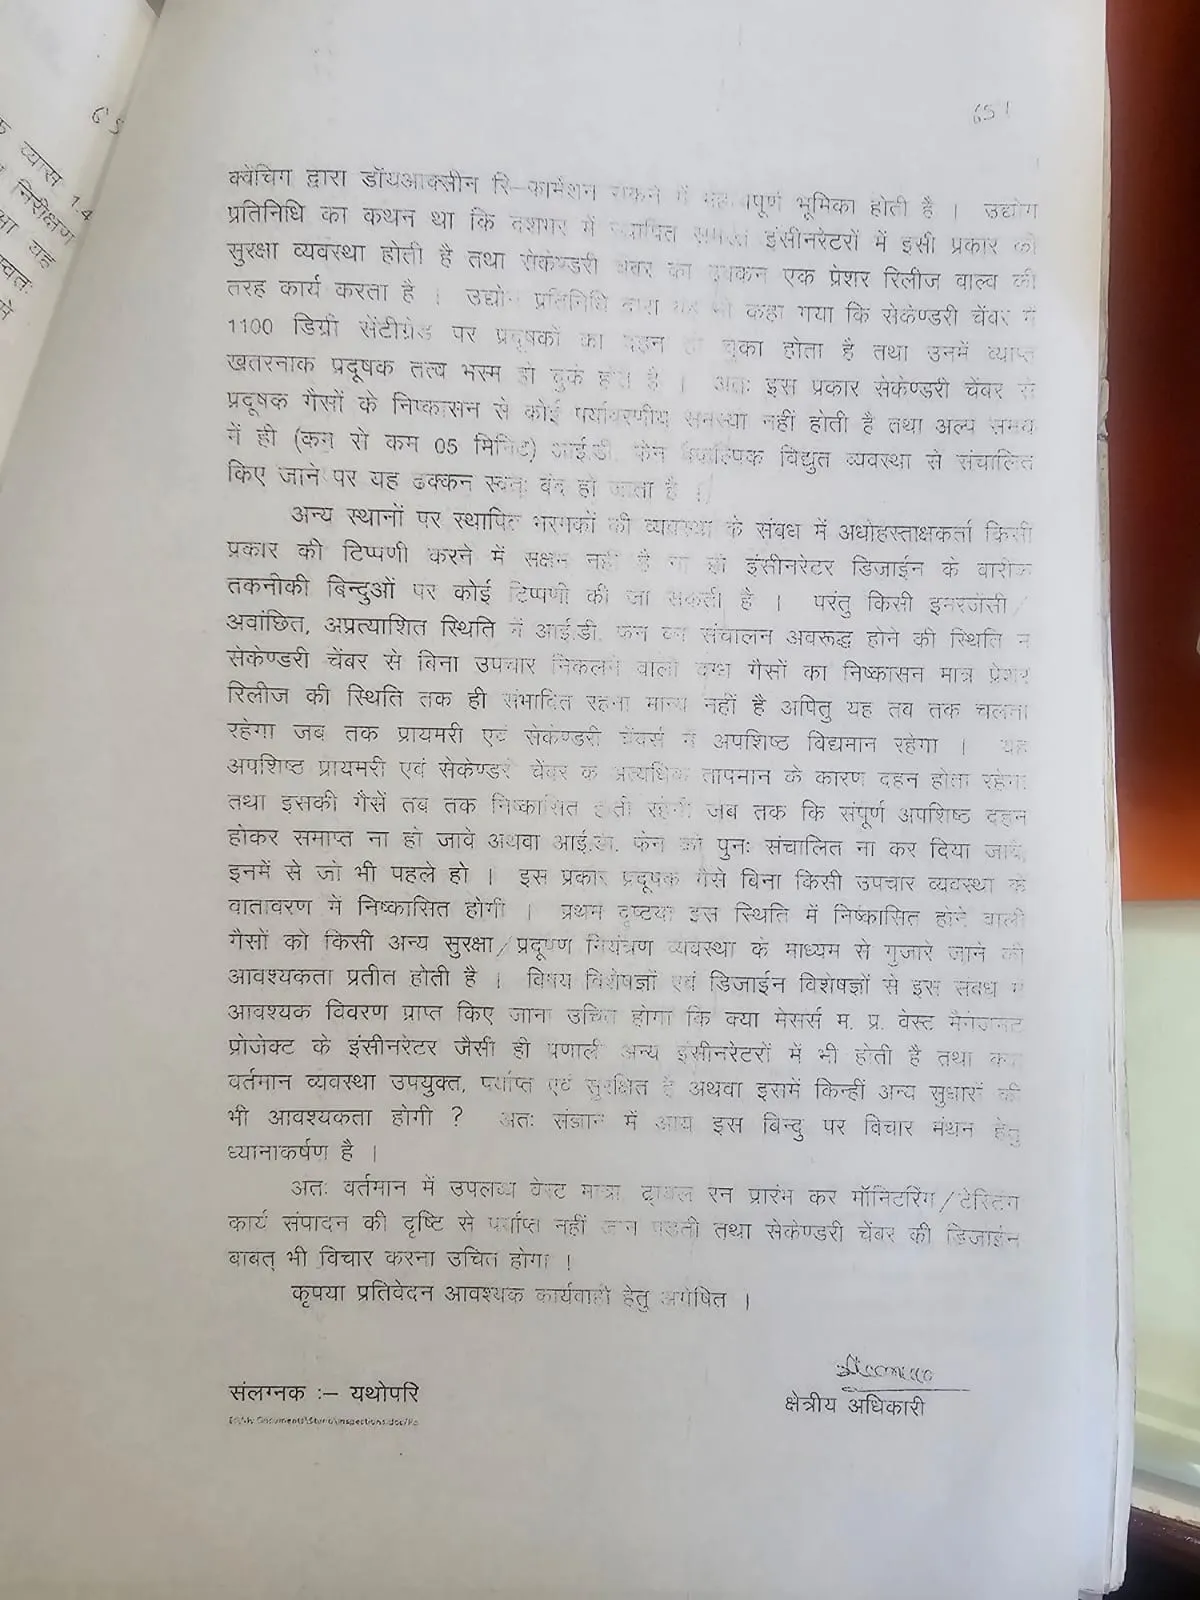 651
क्वेंचिग द्वारा डॉयआक्सीन रि–फार्मेशन रोकने में महत्वपूर्ण भूमिका होती है । उद्योग
प्रतिनिधि का कथन था कि देशभर में स्थापित समस्त इंसीनरेटरों में इसी प्रकार की
सुरक्षा व्यवस्था होती है तथा सेकेण्डरी चेंबर का ढक्कन एक प्रेशर रिलीज वाल्व की
तरह कार्य करता है । उद्योग प्रतिनिधि द्वारा यह भी कहा गया कि सेकेण्डरी चेंबर में
1100 डिग्री सेंटीग्रेड पर प्रदूषकों का दहन हो चुका होता है तथा उनमें व्याप्त
खतरनाक प्रदूषक तत्व भस्म हो चुके होते है । अतः इस प्रकार सेकेण्डरी चेंबर से
प्रदूषक गैसों के निष्कासन से कोई पर्यावरणीय समस्या नहीं होती है तथा अल्प समय
में ही (कम से कम 05 मिनिट) आई.डी. फेन वैकल्पिक विद्युत व्यवस्था से संचालित
किए जाने पर यह ढक्कन स्वतः बंद हो जाता है ।
अन्य स्थानों पर स्थापित भस्मकों की व्यवस्था के संबध में अधोहस्ताक्षकर्ता किसी
प्रकार की टिप्पणी करने में सक्षम नहीं है ना ही इंसीनरेटर डिजाईन के बारीक
तकनीकी बिन्दुओं पर कोई टिप्पणी की जा सकती है । परंतु किसी इमरजेंसी/
अवांछित, अप्रत्याशित स्थिति में आई.डी. फेन का संचालन अवरूद्ध होने की स्थिति में
सेकेण्डरी चेंबर से बिना उपचार निकलने वाली दग्ध गैसों का निष्कासन मात्र प्रेशर
रिलीज की स्थिति तक ही संभावित रहना मान्य नहीं है अपितु यह तब तक चलता
रहेगा जब तक प्रायमरी एवं सेकेण्डरी चेंबर्स में अपशिष्ठ विद्यमान रहेगा । यह
अपशिष्ठ प्रायमरी एवं सेकेण्डरी चेंबर के अत्यधिक तापमान के कारण दहन होता रहेगा
तथा इसकी गैसें तब तक निष्कासित होती रहेगी जब तक कि संपूर्ण अपशिष्ठ दहन
होकर समाप्त ना हो जावे अथवा आई.डी. फेन को पुनः संचालित ना कर दिया जावे,
इनमें से जो भी पहले हो । इस प्रकार प्रदूषक गैसे बिना किसी उपचार व्यवस्था के
वातावरण में निष्कासित होगी । प्रथम दृष्टया इस स्थिति में निष्कासित होने वाली
गैसों को किसी अन्य सुरक्षा/प्रदूषण नियंत्रण व्यवस्था के माध्यम से गुजारे जाने की
आवश्यकता प्रतीत होती है । विषय विशेषज्ञों एवं डिजाईन विशेषज्ञों से इस संबध में
आवश्यक विवरण प्राप्त किए जाना उचित होगा कि क्या मेसर्स म. प्र. वेस्ट मैनेजमेंट
प्रोजेक्ट के इंसीनरेटर जैसी ही प्रणाली अन्य इंसीनरेटरों में भी होती है तथा क्या
वर्तमान व्यवस्था उपयुक्त, पर्याप्त एवं सुरक्षित है अथवा इसमें किन्हीं अन्य सुधारों की
भी आवश्यकता होगी ? अतः संज्ञान में आये इस बिन्दु पर विचार मंथन हेतु
ध्यानाकर्षण है ।
अतः वर्तमान में उपलब्ध वेस्ट मात्रा ट्रायल रन प्रारंभ कर मॉनिटरिंग/टेस्टिंग
कार्य संपादन की दृष्टि से पर्याप्त नहीं जान पडती तथा सेकेण्डरी चेंबर की डिजाईन
बाबत् भी विचार करना उचित होगा ।
कृपया प्रतिवेदन आवश्यक कार्यवाही हेतु अग्रेषित ।
संलग्नक :– यथोपरि
क्षेत्रीय अधिकारी